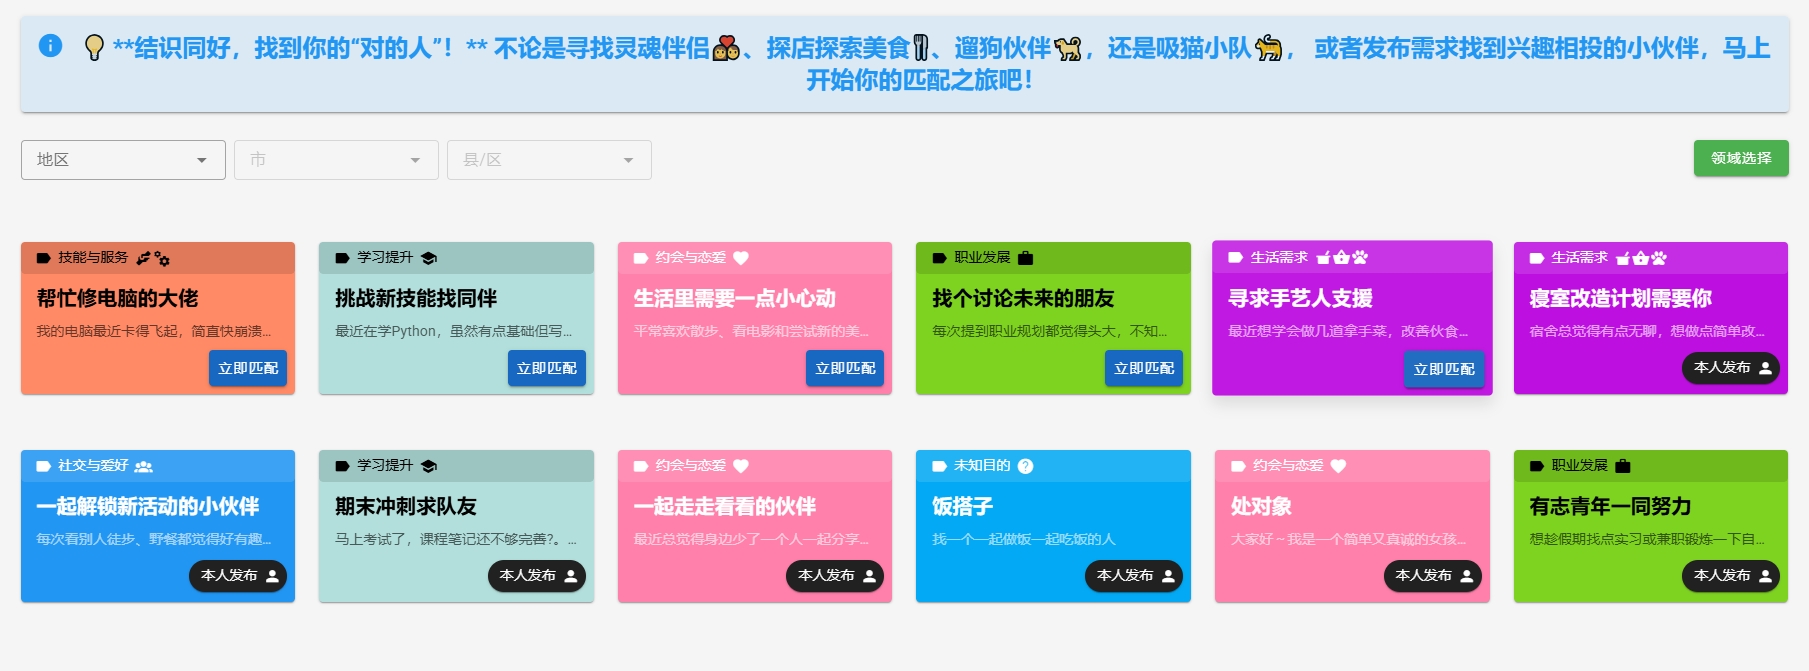 **结识同好，找到你的“对的人”！** 不论是寻找灵魂伴侣、探店探索美食、遛狗伙伴，还是吸猫小队， 或者发布需求找到兴趣相投的小伙伴，马上
开始你的匹配之旅吧！
地区
市
县/区
领域选择
技能与服务
帮忙修电脑的大佬
我的电脑最近卡得飞起，简直快崩溃...
立即匹配
学习提升
挑战新技能找同伴
最近在学Python，虽然有点基础但写...
立即匹配
约会与恋爱
生活里需要一点小心动
平常喜欢散步、看电影和尝试新的美...
立即匹配
职业发展
找个讨论未来的朋友
每次提到职业规划都觉得头大，不知...
立即匹配
生活需求
寻求手艺人支援
最近想学会做几道拿手菜，改善伙食...
立即匹配
生活需求
寝室改造计划需要你
宿舍总觉得有点无聊，想做点简单改...
本人发布
社交与爱好
一起解锁新活动的小伙伴
每次看别人徒步、野餐都觉得好有趣...
本人发布
学习提升
期末冲刺求队友
马上考试了，课程笔记还不够完善?。...
本人发布
约会与恋爱
一起走走看看的伙伴
最近总觉得身边少了一个人一起分享...
本人发布
未知目的
饭搭子
找一个一起做饭一起吃饭的人
本人发布
约会与恋爱
处对象
大家好～我是一个简单又真诚的女孩...
本人发布
职业发展
有志青年一同努力
想趁假期找点实习或兼职锻炼一下自...
本人发布